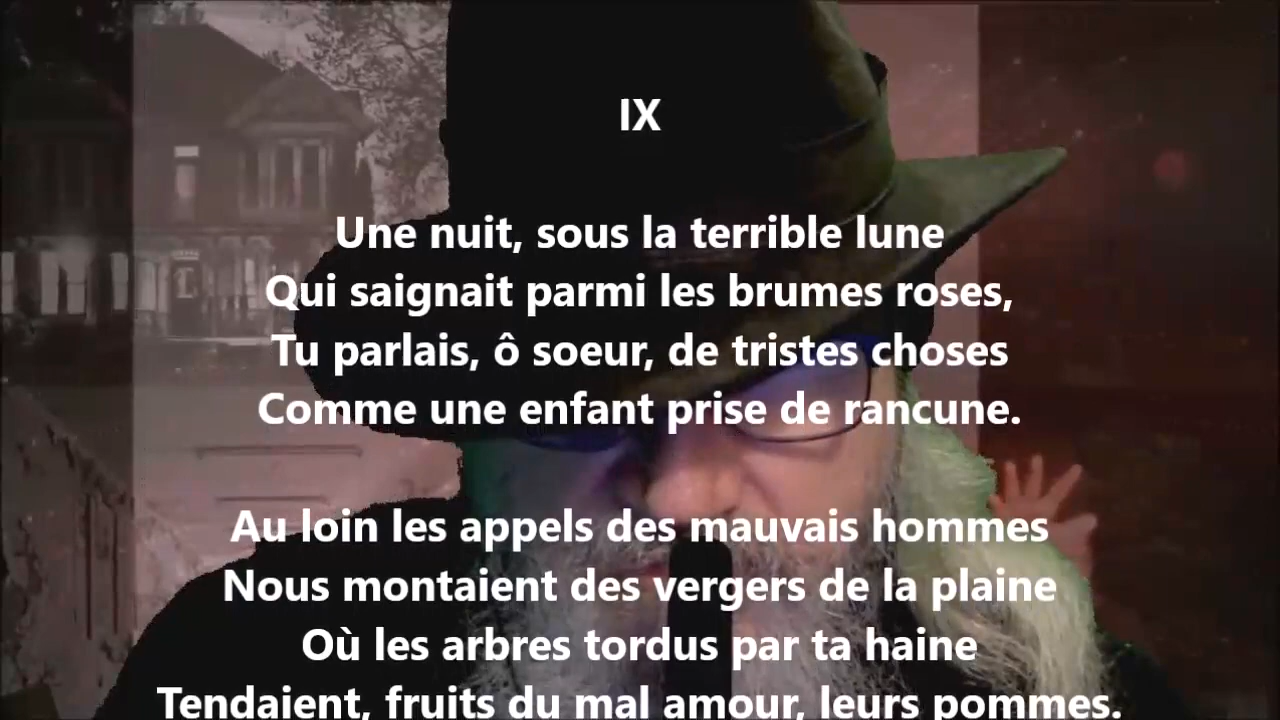 IX
Une nuit, sous la terrible lune
Qui saignait parmi les brumes roses,
Tu parlais, ô soeur, de tristes choses
Comme une enfant prise de rancune.
Au loin les appels des mauvais hommes
Nous montaient des vergers de la plaine
Où les arbres tordus par ta haine
Tendaient, fruits du mal amour, leurs pommes.